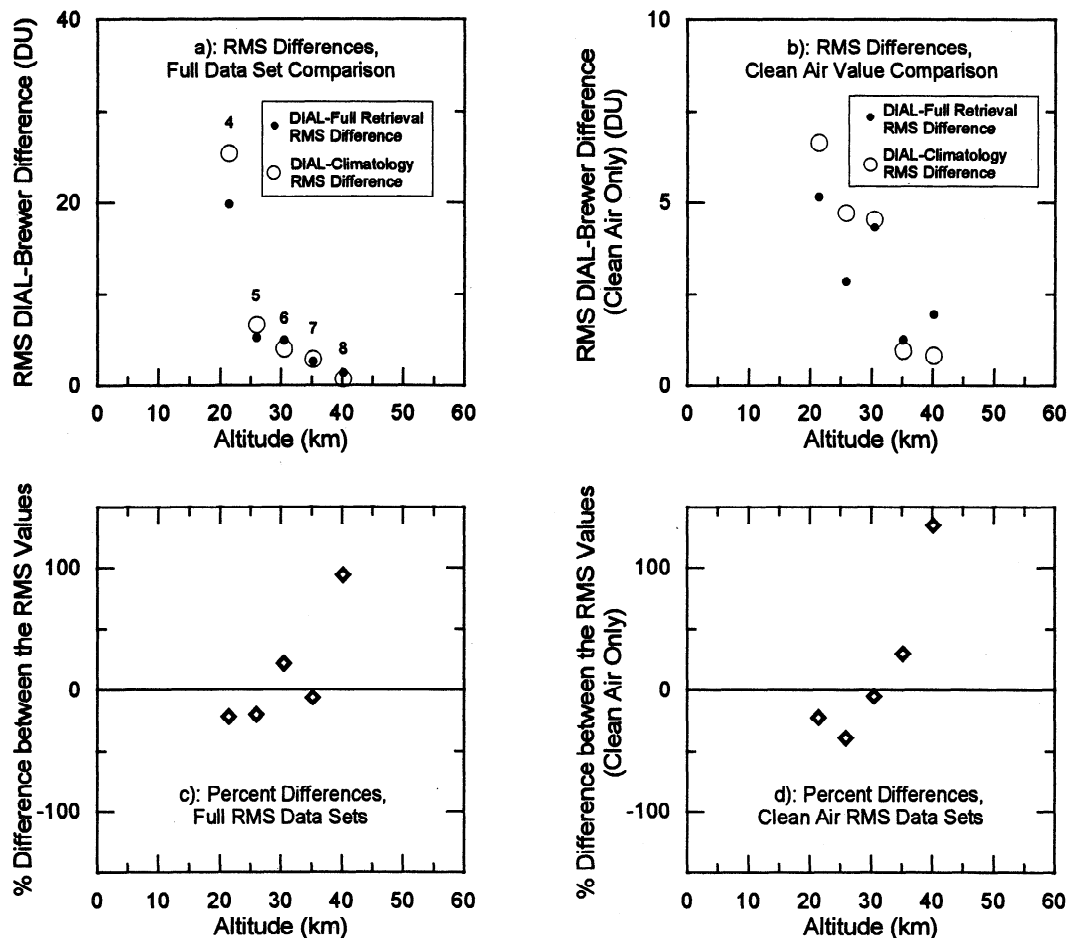 RMS DIAL-Brewer Difference (DU)
40
20
0
a): RMS Differences,
Full Data Set Comparison
DIAL-Full Retrieval
RMS Difference
DIAL-Climatology
RMS Difference
4
5
6
7
8
0 10 20 30 40 50 60
Altitude (km)
RMS DIAL-Brewer Difference
(Clean Air Only) (DU)
10
5
0
b): RMS Differences,
Clean Air Value Comparison
DIAL-Full Retrieval
RMS Difference
DIAL-Climatology
RMS Difference
0 10 20 30 40 50 60
Altitude (km)
% Difference between the RMS Values
100
0
-100
c): Percent Differences,
Full RMS Data Sets
0 10 20 30 40 50 60
Altitude (km)
% Difference between the RMS Values
(Clean Air Only)
100
0
-100
d): Percent Differences,
Clean Air RMS Data Sets
0 10 20 30 40 50 60
Altitude (km)